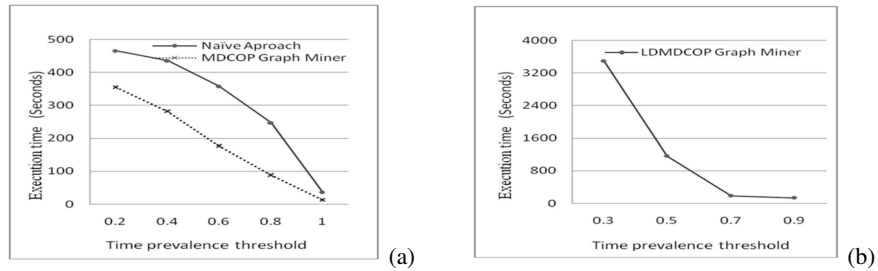 500
400
300
200
100
0
Execution time (Seconds)
Naïve Aproach
MDCOP Graph Miner
0.2 0.4 0.6 0.8 1
Time prevalence threshold
(a)
4000
3200
2400
1600
800
0
Execution time (Seconds)
LDMDCOP Graph Miner
0.3 0.5 0.7 0.9
Time prevalence threshold
(b)